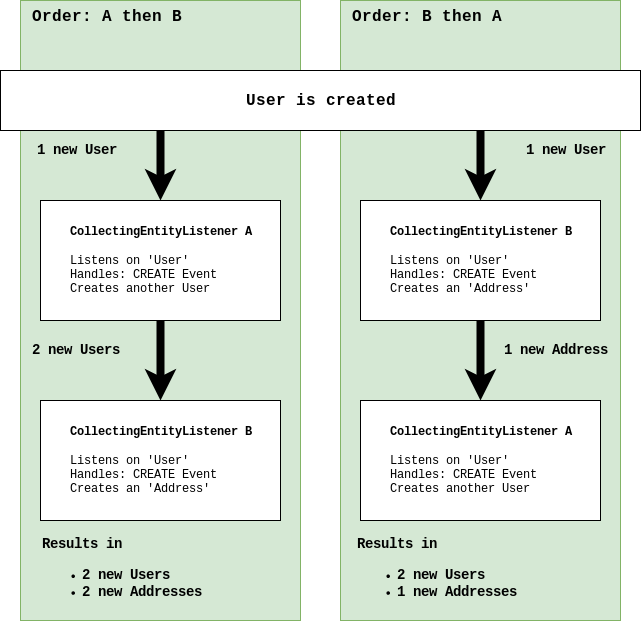 Order: A then B
Order: B then A
User is created
1 new User
1 new User
CollectingEntityListener A
Listens on 'User'
Handles: CREATE Event
Creates another User
CollectingEntityListener B
Listens on 'User'
Handles: CREATE Event
Creates an 'Address'
2 new Users
1 new Address
CollectingEntityListener B
Listens on 'User'
Handles: CREATE Event
Creates an 'Address'
CollectingEntityListener A
Listens on 'User'
Handles: CREATE Event
Creates another User
Results in
• 2 new Users
• 2 new Addresses
Results in
• 2 new Users
• 1 new Addresses